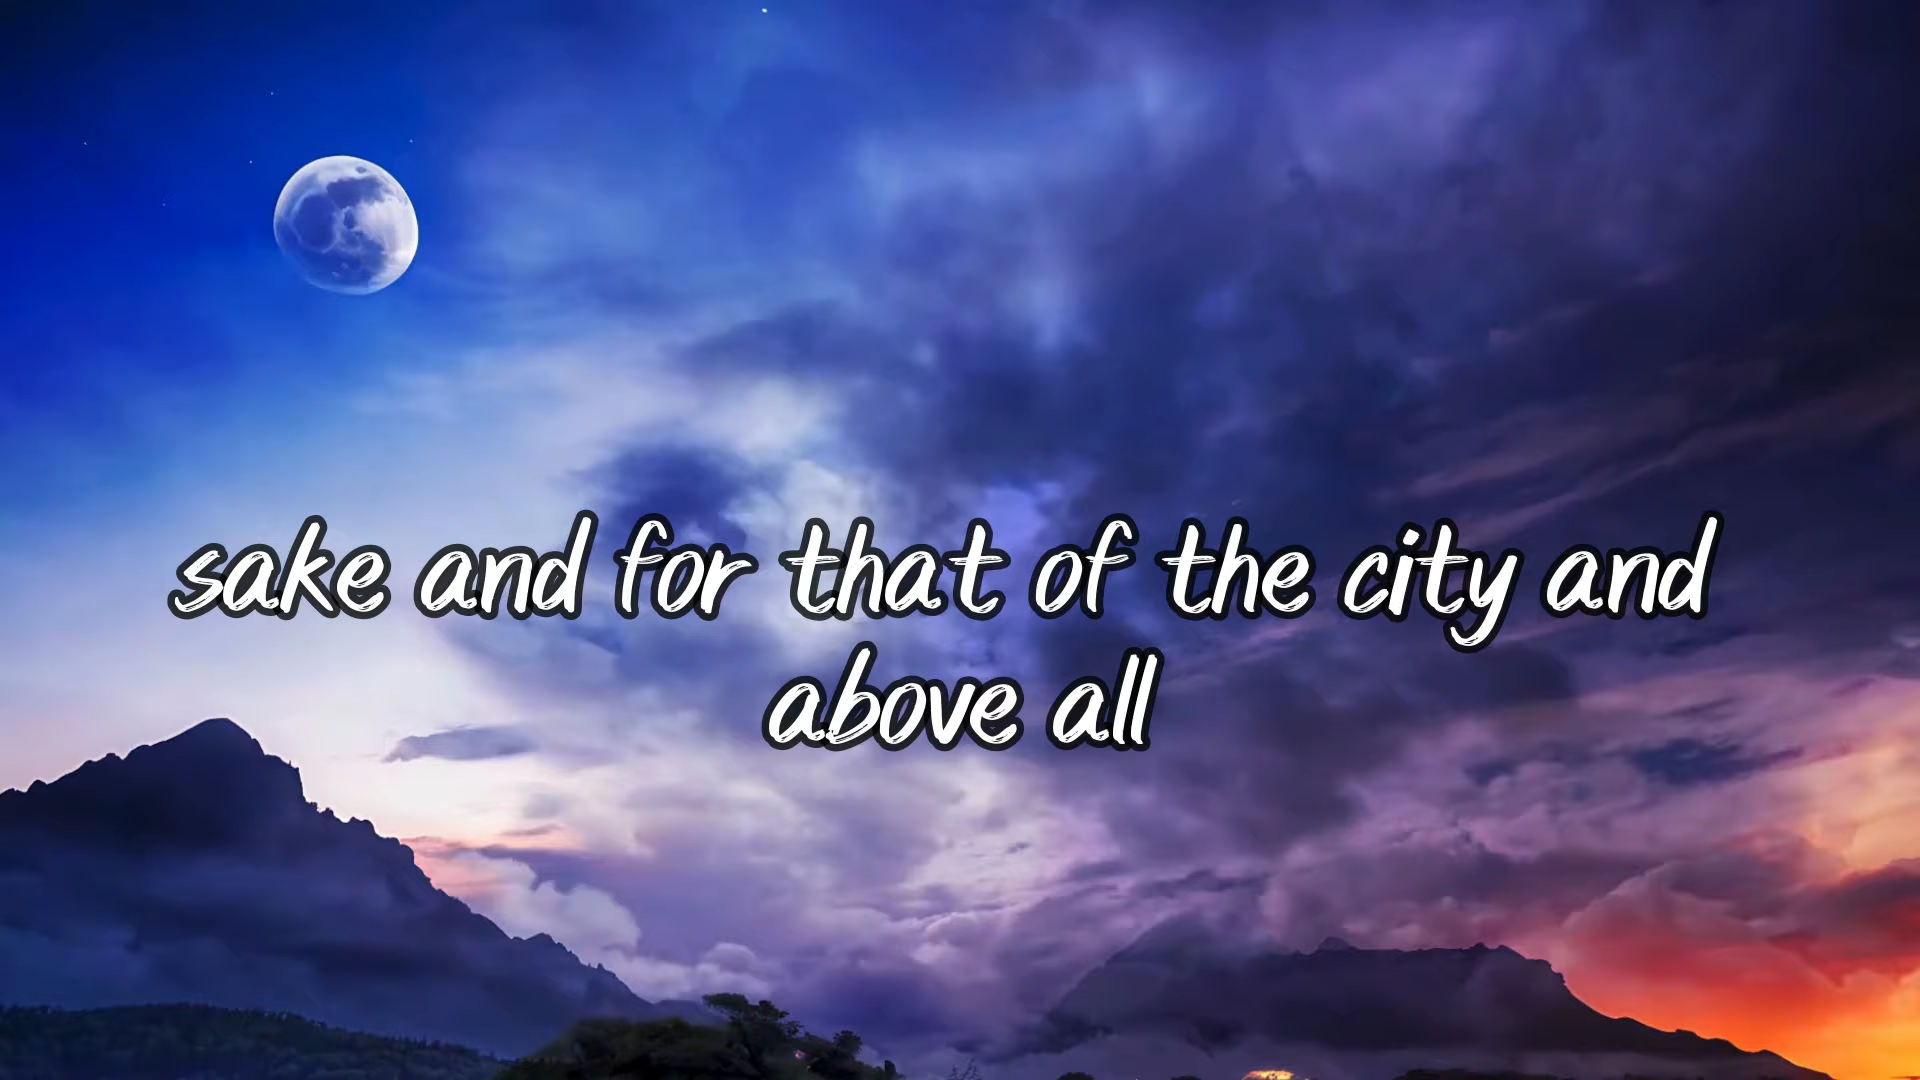 sake and for that of the city and
above all